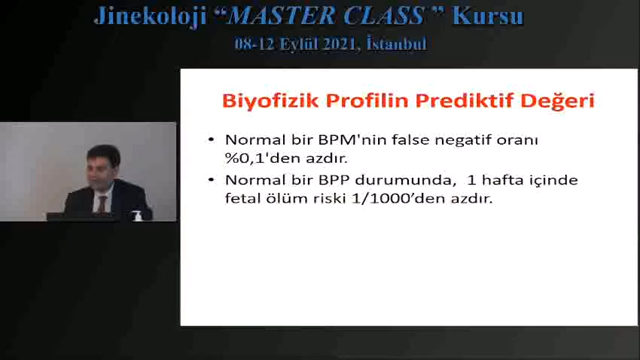 Jinekoloji “MASTER CLASS ” Kursu
08-12 Eylül 2021, İstanbul
Biyofizik Profilin Prediktif Değeri
• Normal bir BPM'nin false negatif oranı
%0,1'den azdır.
• Normal bir BPP durumunda, 1 hafta içinde
fetal ölüm riski 1/1000’den azdır.